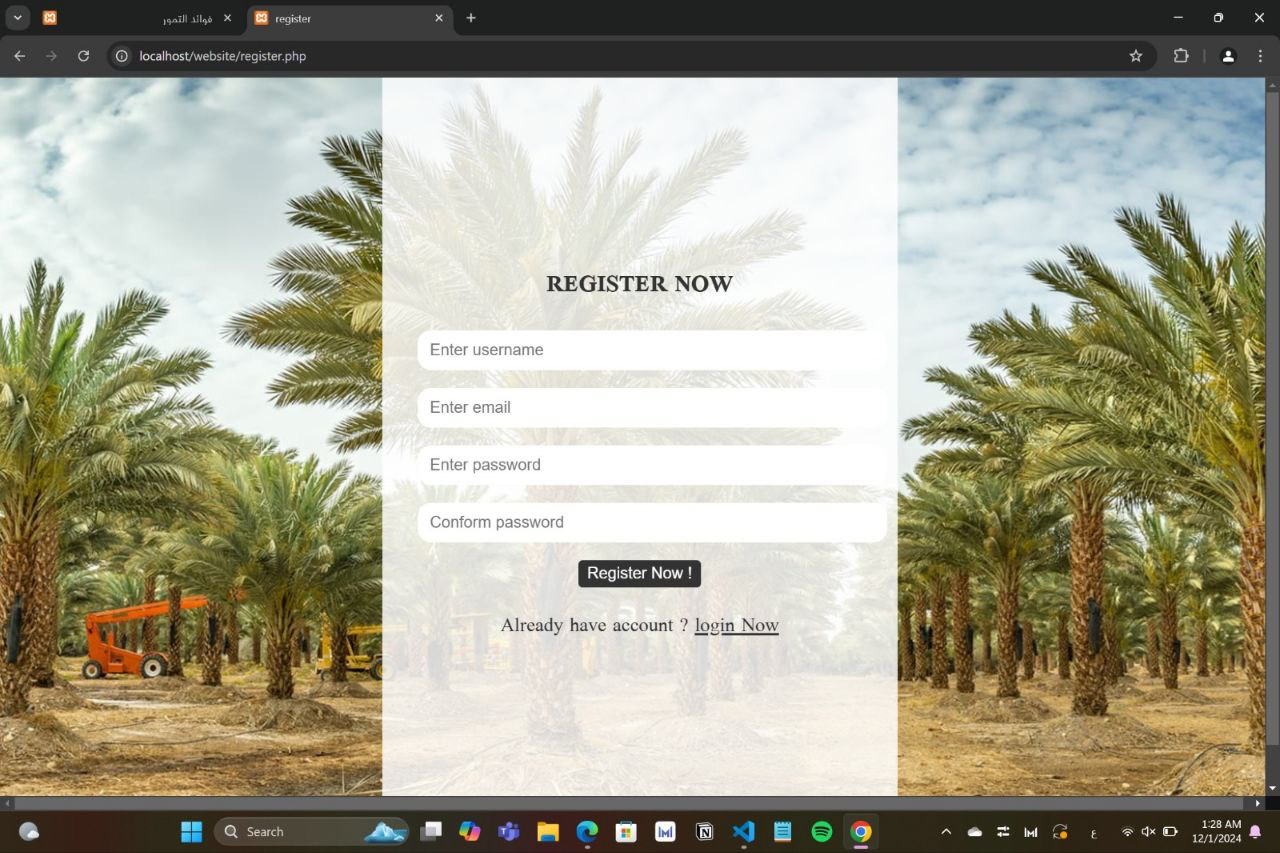 فوائد التمور
register
localhost/website/register.php
REGISTER NOW
Enter username
Enter email
Enter password
Conform password
Register Now !
Already have account ? login Now
Search
ع
1:28 AM
12/1/2024